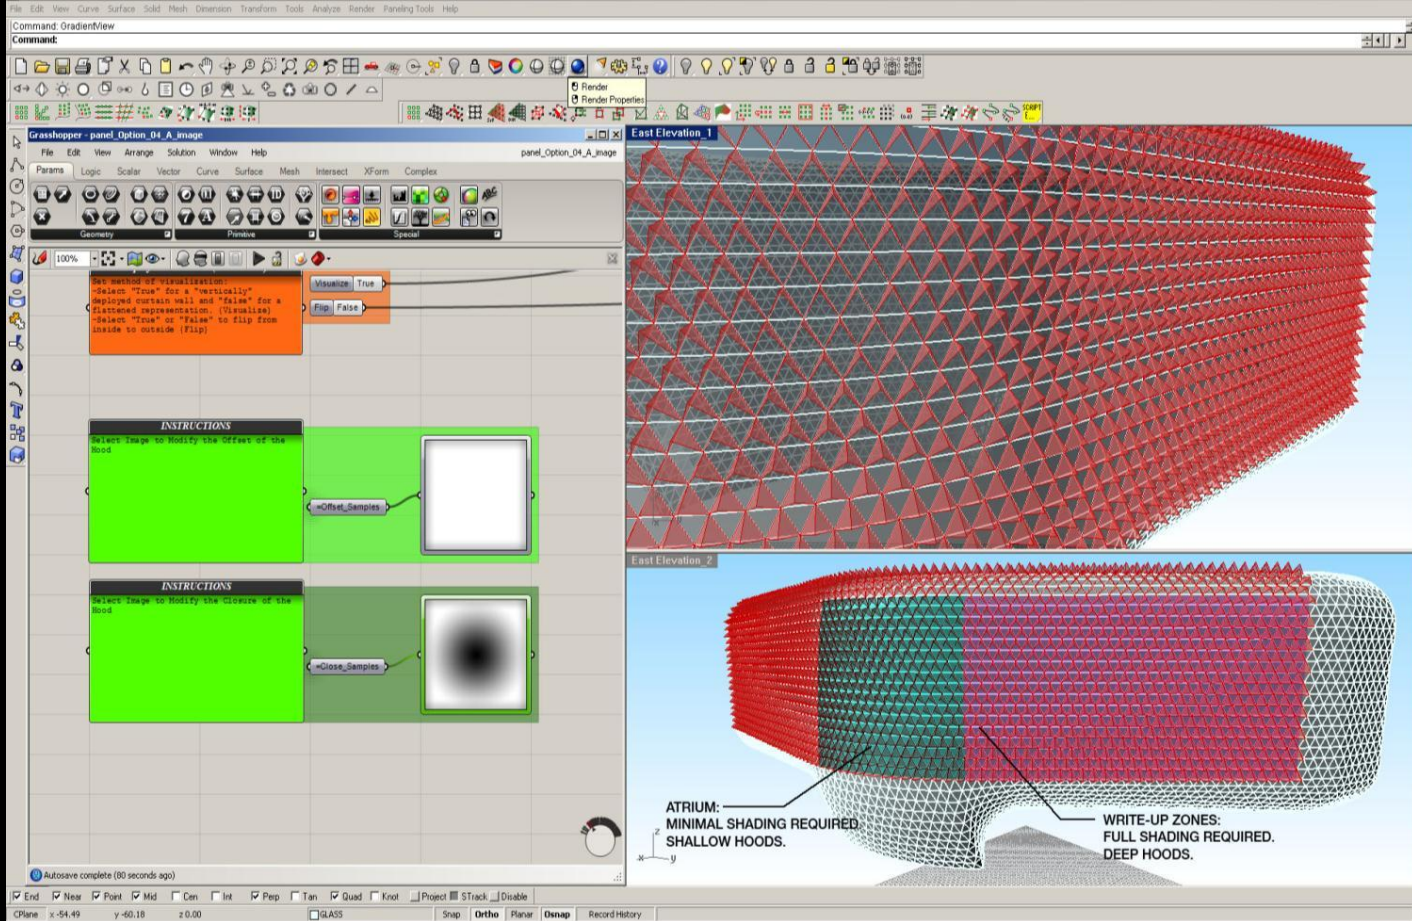 File Edit View Curve Surface Solid Mesh Dimension Transform Tools Analyze Render Paneling Tools Help
Command: GradientView
Command:
Render
Render Properties
SCRIPT
Grasshopper - panel_Option_04_A_image
File Edit View Arrange Solution Window Help
panel_Option_04_A_image
Params Logic Scalar Vector Curve Surface Mesh Intersect XForm Complex
Geometry Primitive Special
100%
Set method of visualization:
-Select "True" for a "vertically"
deployed curtain wall and "false" for a
flattened representation. (Visualize)
-Select "True" or "False" to flip from
inside to outside (Flip)
Visualize True
Flip False
INSTRUCTIONS
Select Image to Modify the Offset of the
Hood
=Offset_Samples
INSTRUCTIONS
Select Image to Modify the Closure of the
Hood
=Close_Samples
Autosave complete (80 seconds ago)
East Elevation_1
East Elevation_2
ATRIUM:
MINIMAL SHADING REQUIRED
SHALLOW HOODS.
WRITE-UP ZONES:
FULL SHADING REQUIRED.
DEEP HOODS.
z
x y
End Near Point Mid Cen Int Perp Tan Quad Knot Project STrack Disable
CPlane x -54.49 y -60.18 z 0.00 GLASS Snap Ortho Planar Osnap Record History